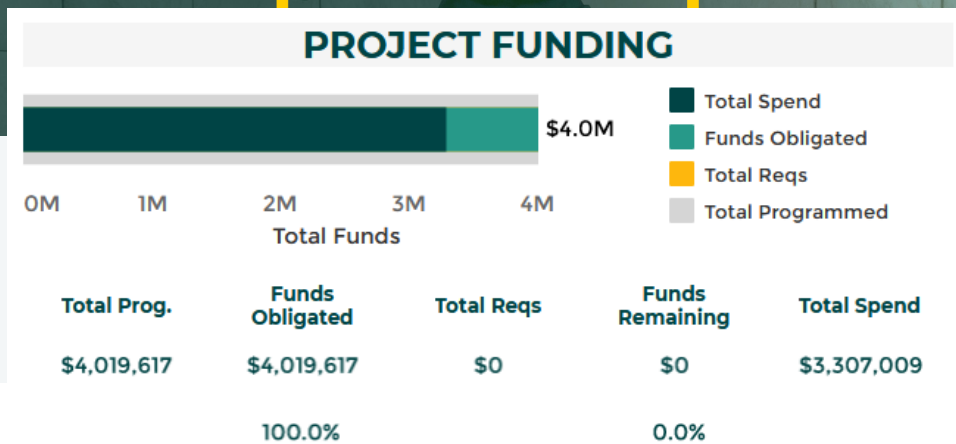 PROJECT FUNDING
$4.0M
Total Spend
Funds Obligated
Total Reqs
Total Programmed
0M 1M 2M 3M 4M
Total Funds
Total Prog. Funds Obligated Total Reqs Funds Remaining Total Spend
$4,019,617 $4,019,617 $0 $0 $3,307,009
100.0% 0.0%